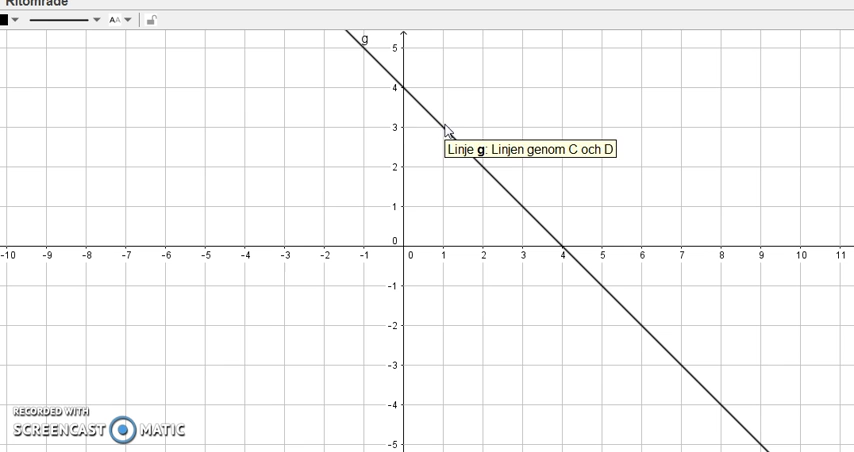 Ritområde
AA
g
5
4
3
2
1
0
-10 -9 -8 -7 -6 -5 -4 -3 -2 -1 0 1 2 3 4 5 6 7 8 9 10 11
-1
-2
-3
-4
-5
Linje g: Linjen genom C och D
RECORDED WITH
SCREENCAST MATIC